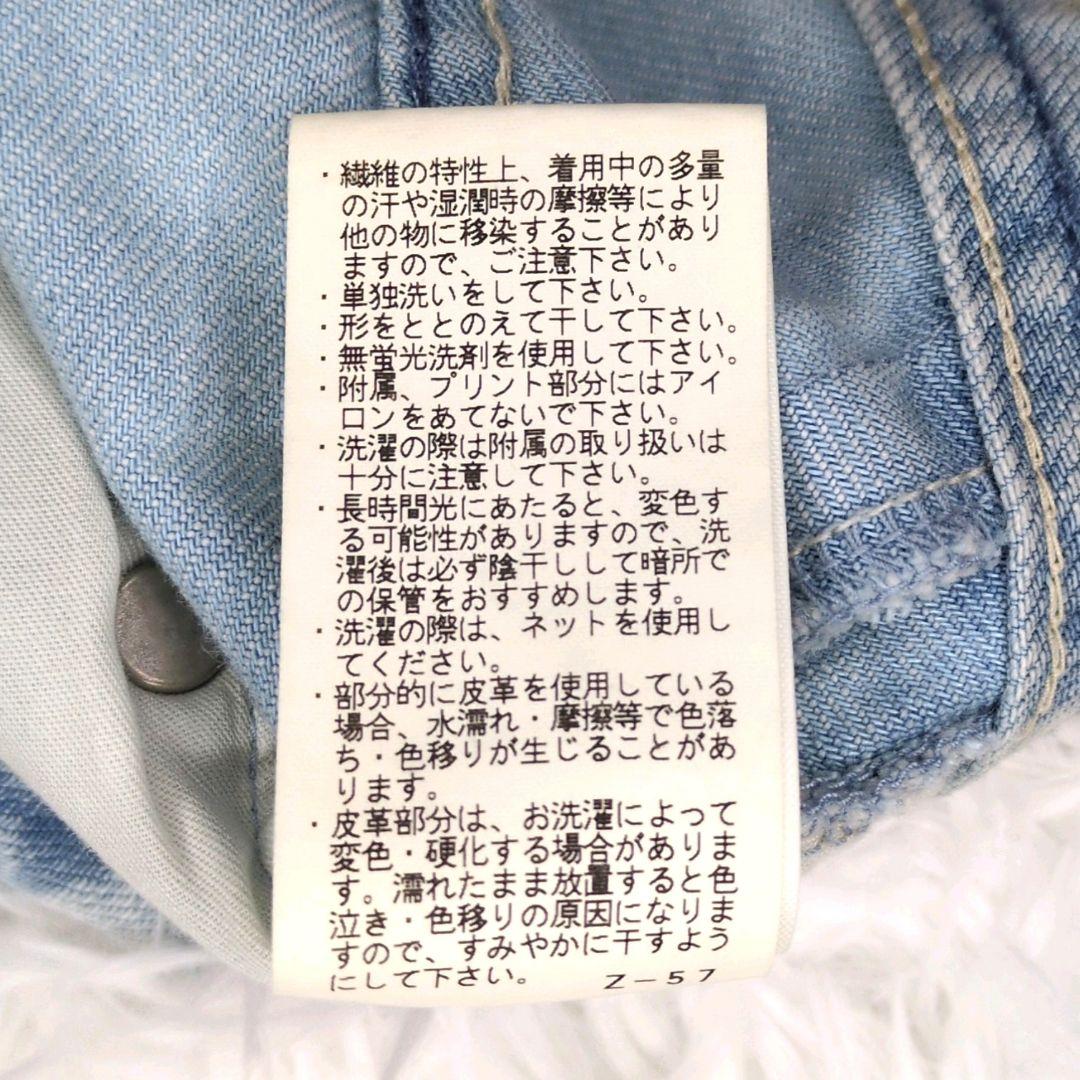 ・繊維の特性上、着用中の多量
の汗や湿潤時の摩擦等により
他の物に移染することがあり
ますので、ご注意下さい。
・単独洗いをして下さい。
・形をととのえて干して下さい。
・無蛍光洗剤を使用して下さい。
・附属、プリント部分にはアイ
ロンをあてないで下さい。
・洗濯の際は附属の取り扱いは
十分に注意して下さい。
・長時間光にあたると、変色す
る可能性がありますので、洗
濯後は必ず陰干しして暗所で
の保管をおすすめします。
・洗濯の際は、ネットを使用し
てください。
・部分的に皮革を使用している
場合、水濡れ・摩擦等で色落
ち・色移りが生じることがあ
ります。
・皮革部分は、お洗濯によって
変色・硬化する場合がありま
す。濡れたまま放置すると色
泣き・色移りの原因になりま
すので、すみやかに干すよう
にして下さい。 Z-57